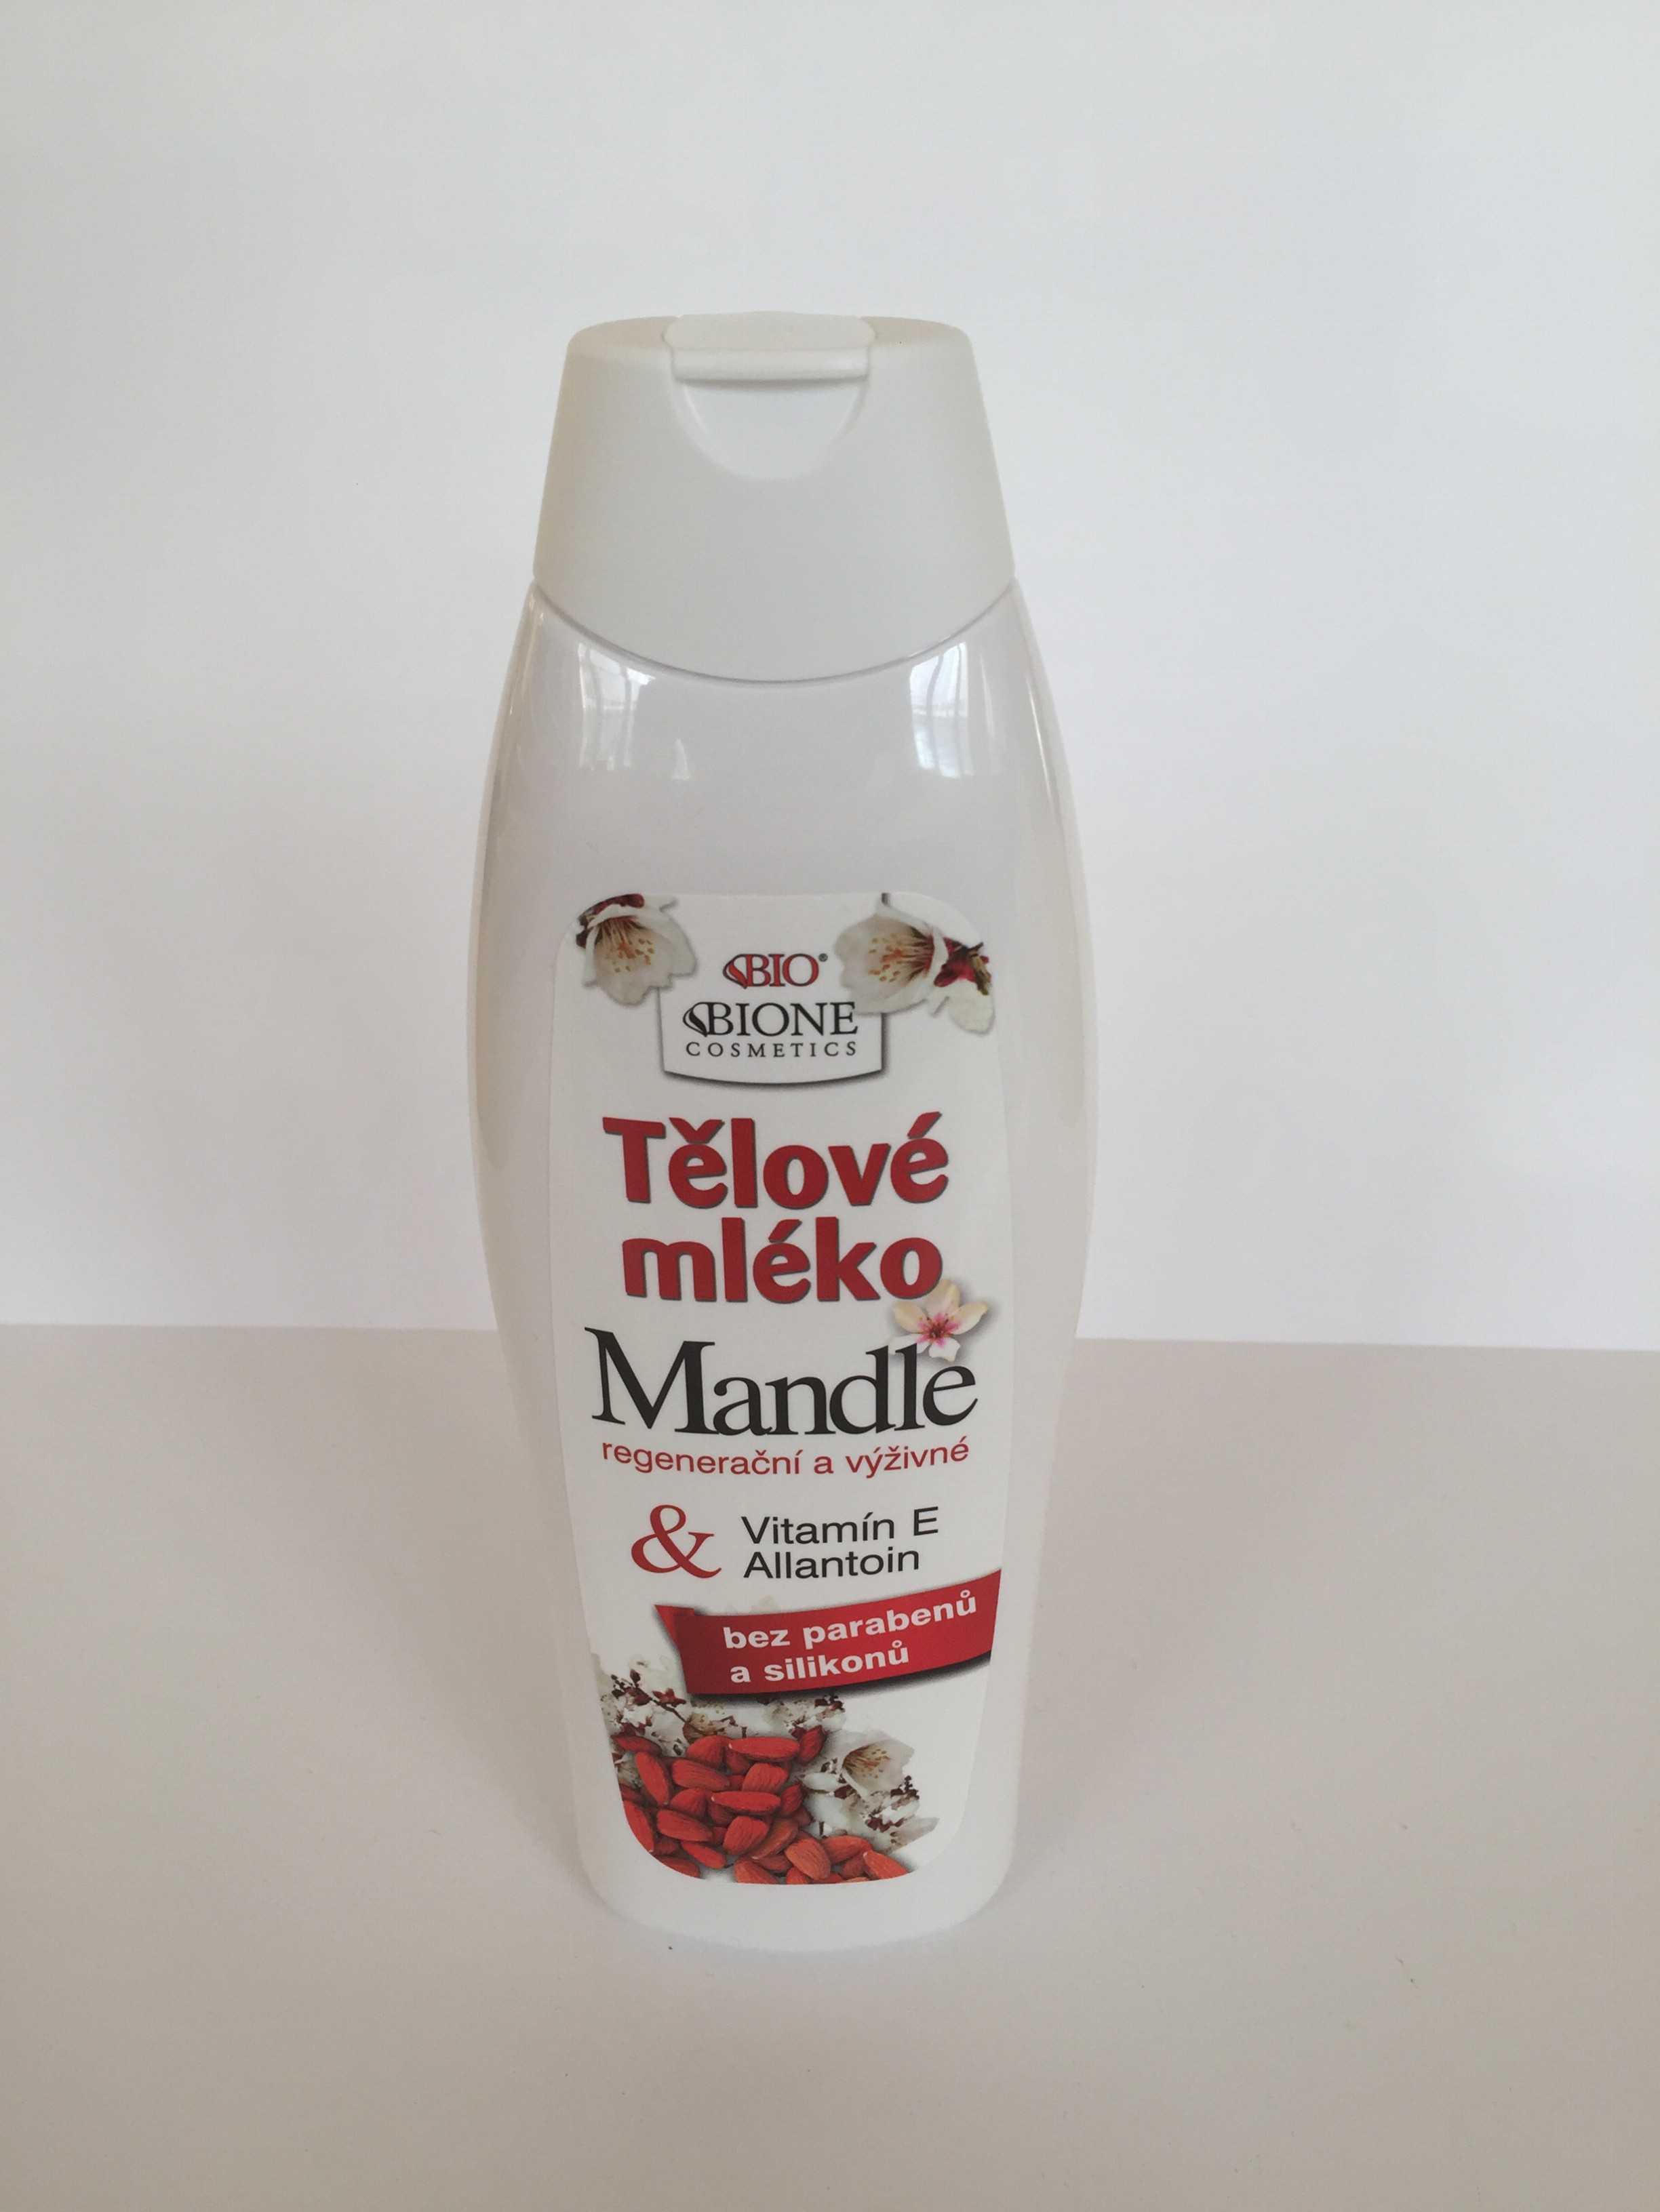 BIO®
BIONE
COSMETICS
Tělové
mléko
Mandle
regenerační a výživné
& Vitamín E
Allantoin
bez parabenů
a silikonů